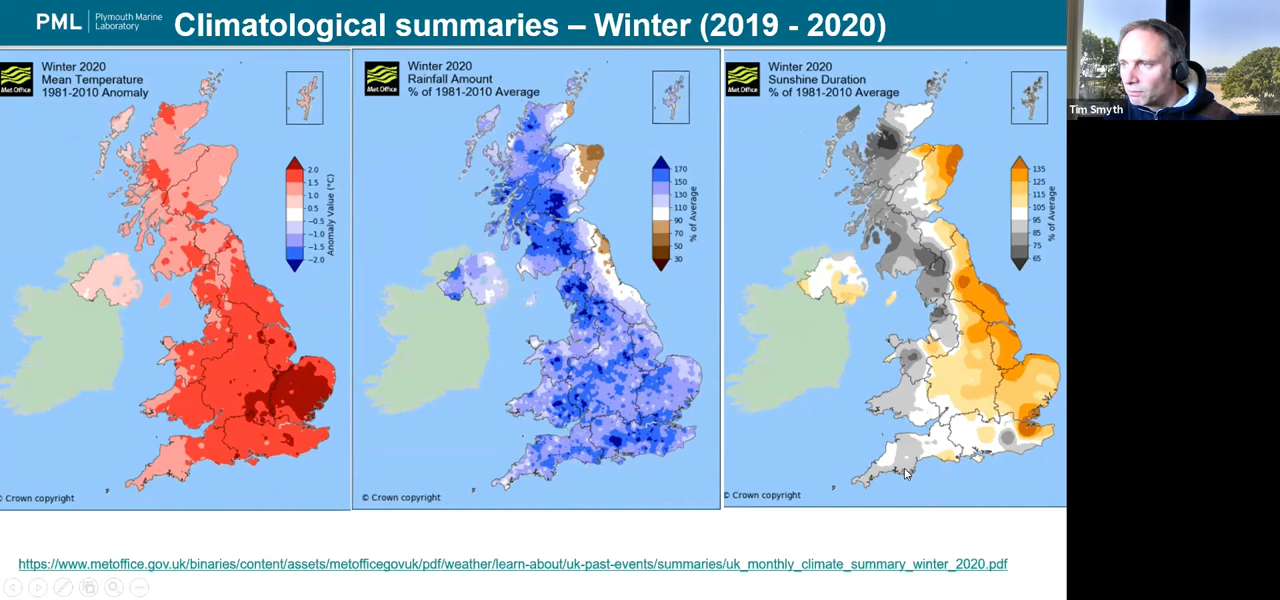 PML | Plymouth Marine Laboratory
Climatological summaries – Winter (2019 - 2020)
Met Office
Winter 2020
Mean Temperature
1981-2010 Anomaly
2.0
1.5
1.0
0.5
−0.5
−1.0
−1.5
−2.0
Anomaly Value (°C)
© Crown copyright
Met Office
Winter 2020
Rainfall Amount
% of 1981-2010 Average
170
150
130
110
90
70
50
30
% of Average
© Crown copyright
Met Office
Winter 2020
Sunshine Duration
% of 1981-2010 Average
135
125
115
105
95
85
75
65
% of Average
© Crown copyright
Tim Smyth
https://www.metoffice.gov.uk/binaries/content/assets/metofficegovuk/pdf/weather/learn-about/uk-past-events/summaries/uk_monthly_climate_summary_winter_2020.pdf